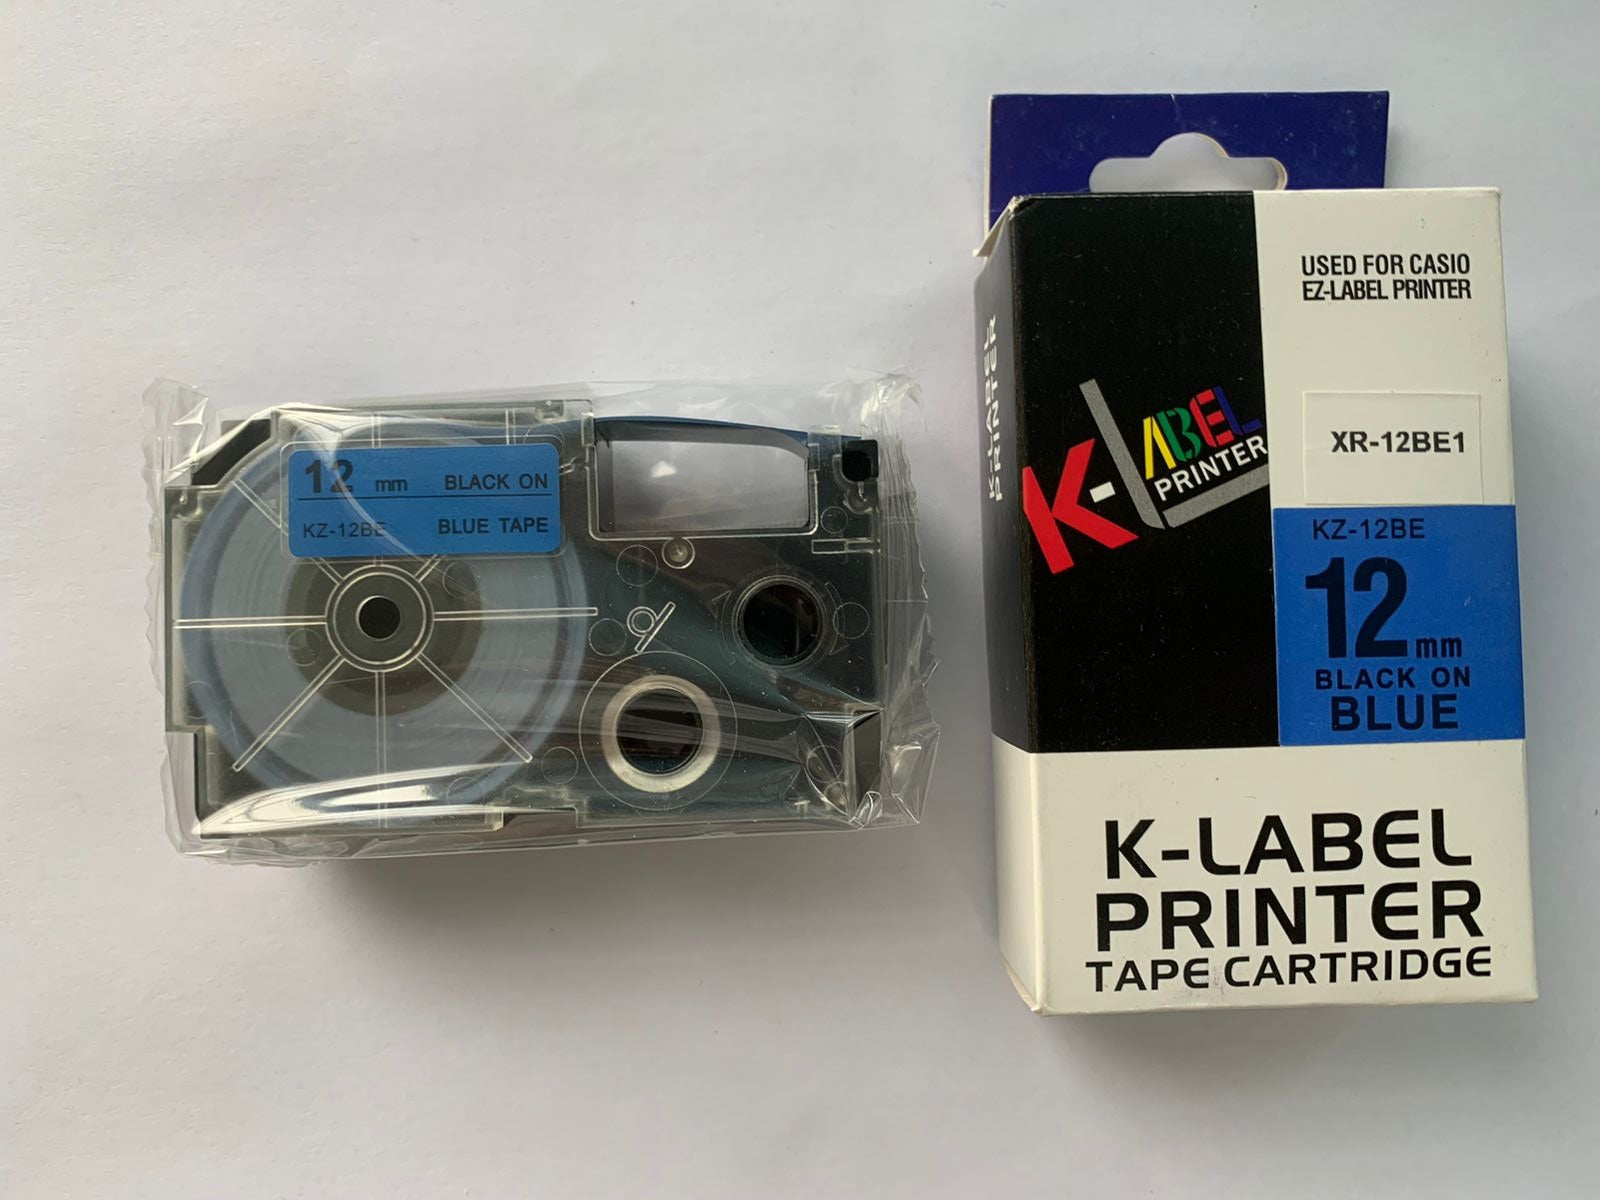 12 mm BLACK ON
KZ-12BE BLUE TAPE
K-LABEL
PRINTER
USED FOR CASIO
EZ-LABEL PRINTER
K-LABEL
PRINTER
XR-12BE1
KZ-12BE
12mm
BLACK ON
BLUE
K-LABEL
PRINTER
TAPE CARTRIDGE